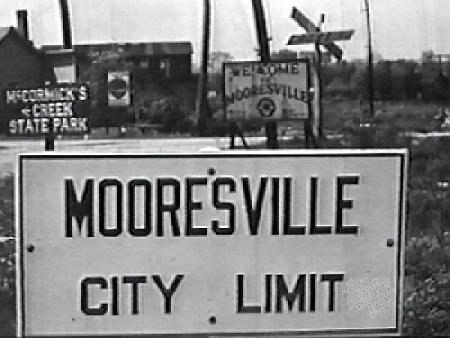 McCORMICK'S
CREEK
STATE PARK
WELCOME
TO
MOORESVILLE
MOORESVILLE
CITY LIMIT